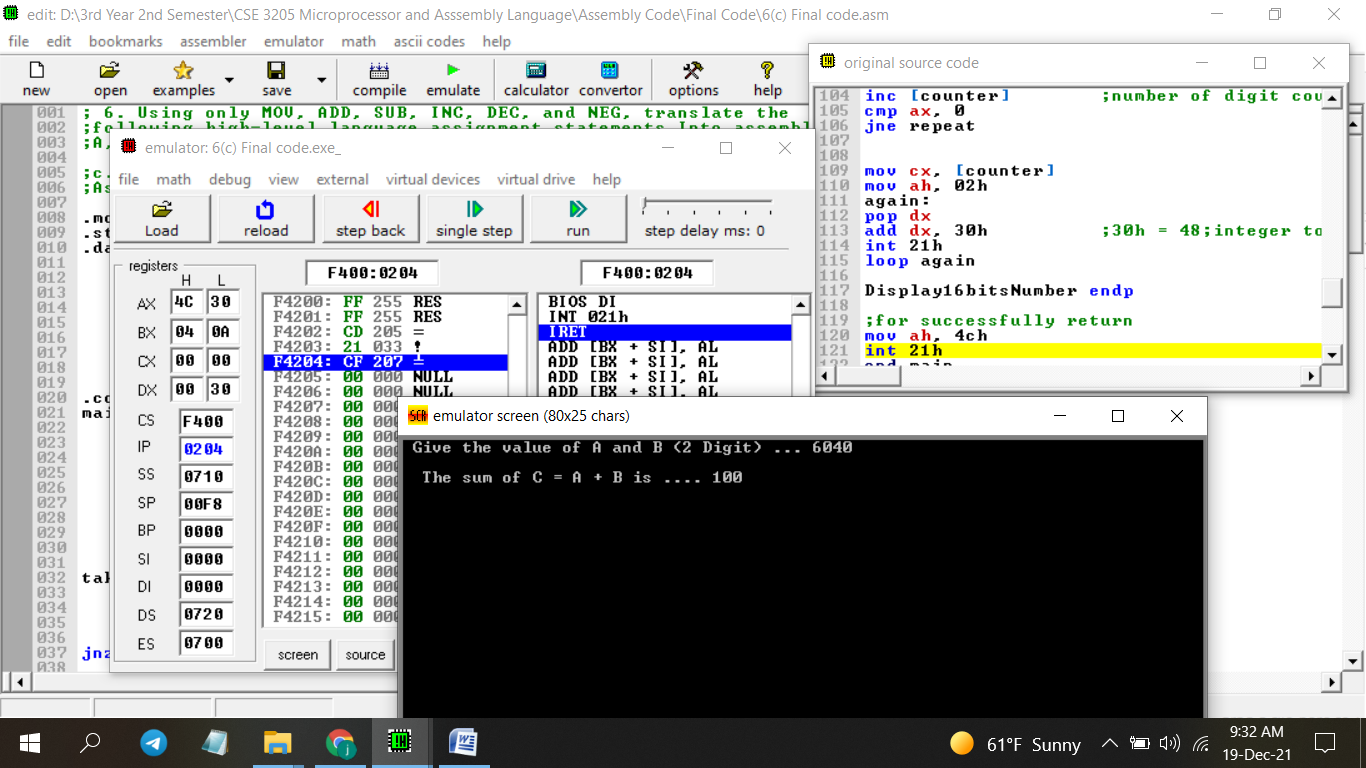 edit: D:\3rd Year 2nd Semester\CSE 3205 Microprocessor and Asssembly Language\Assembly Code\Final Code\6(c) Final code.asm
file edit bookmarks assembler emulator math ascii codes help
new open examples save compile emulate calculator convertor options help
001 ; 6. Using only MOV, ADD, SUB, INC, DEC, and NEG, translate the
002 ;following high-level language assignment statements Into assembl
003 ;A,
004
005 ;c.
006 ;As
007
008 .mo
009 .st
010 .da
011
012
013
014
015
016
017
018
019
020 .co
021 mai
022
023
024
025
026
027
028
029
030
031
032 tak
033
034
035
036
037 jnz
038
original source code
104 inc [counter] ;number of digit cou
105 cmp ax, 0
106 jne repeat
107
108
109 mov cx, [counter]
110 mov ah, 02h
111 again:
112 pop dx
113 add dx, 30h ;30h = 48;integer to
114 int 21h
115 loop again
116
117 Display16bitsNumber endp
118
119 ;for successfully return
120 mov ah, 4ch
121 int 21h
122 end main
emulator: 6(c) Final code.exe_
file math debug view external virtual devices virtual drive help
Load reload step back single step run step delay ms: 0
registers
H L
AX 4C 30
BX 04 0A
CX 00 00
DX 00 30
CS F400
IP 0204
SS 0710
SP 00F8
BP 0000
SI 0000
DI 0000
DS 0720
ES 0700
F400:0204
F4200: FF 255 RES
F4201: FF 255 RES
F4202: CD 205 =
F4203: 21 033 !
F4204: CF 207 ╧
F4205: 00 000 NULL
F4206: 00 000 NULL
F4207: 00 000
F4208: 00 000
F4209: 00 000
F420A: 00 000
F420B: 00 000
F420C: 00 000
F420D: 00 000
F420E: 00 000
F420F: 00 000
F4210: 00 000
F4211: 00 000
F4212: 00 000
F4213: 00 000
F4214: 00 000
F4215: 00 000
F400:0204
BIOS DI
INT 021h
IRET
ADD [BX + SI], AL
ADD [BX + SI], AL
ADD [BX + SI], AL
ADD [BX + SI], AL
screen source
emulator screen (80x25 chars)
Give the value of A and B (2 Digit) ... 6040
The sum of C = A + B is .... 100
61°F Sunny
9:32 AM
19-Dec-21